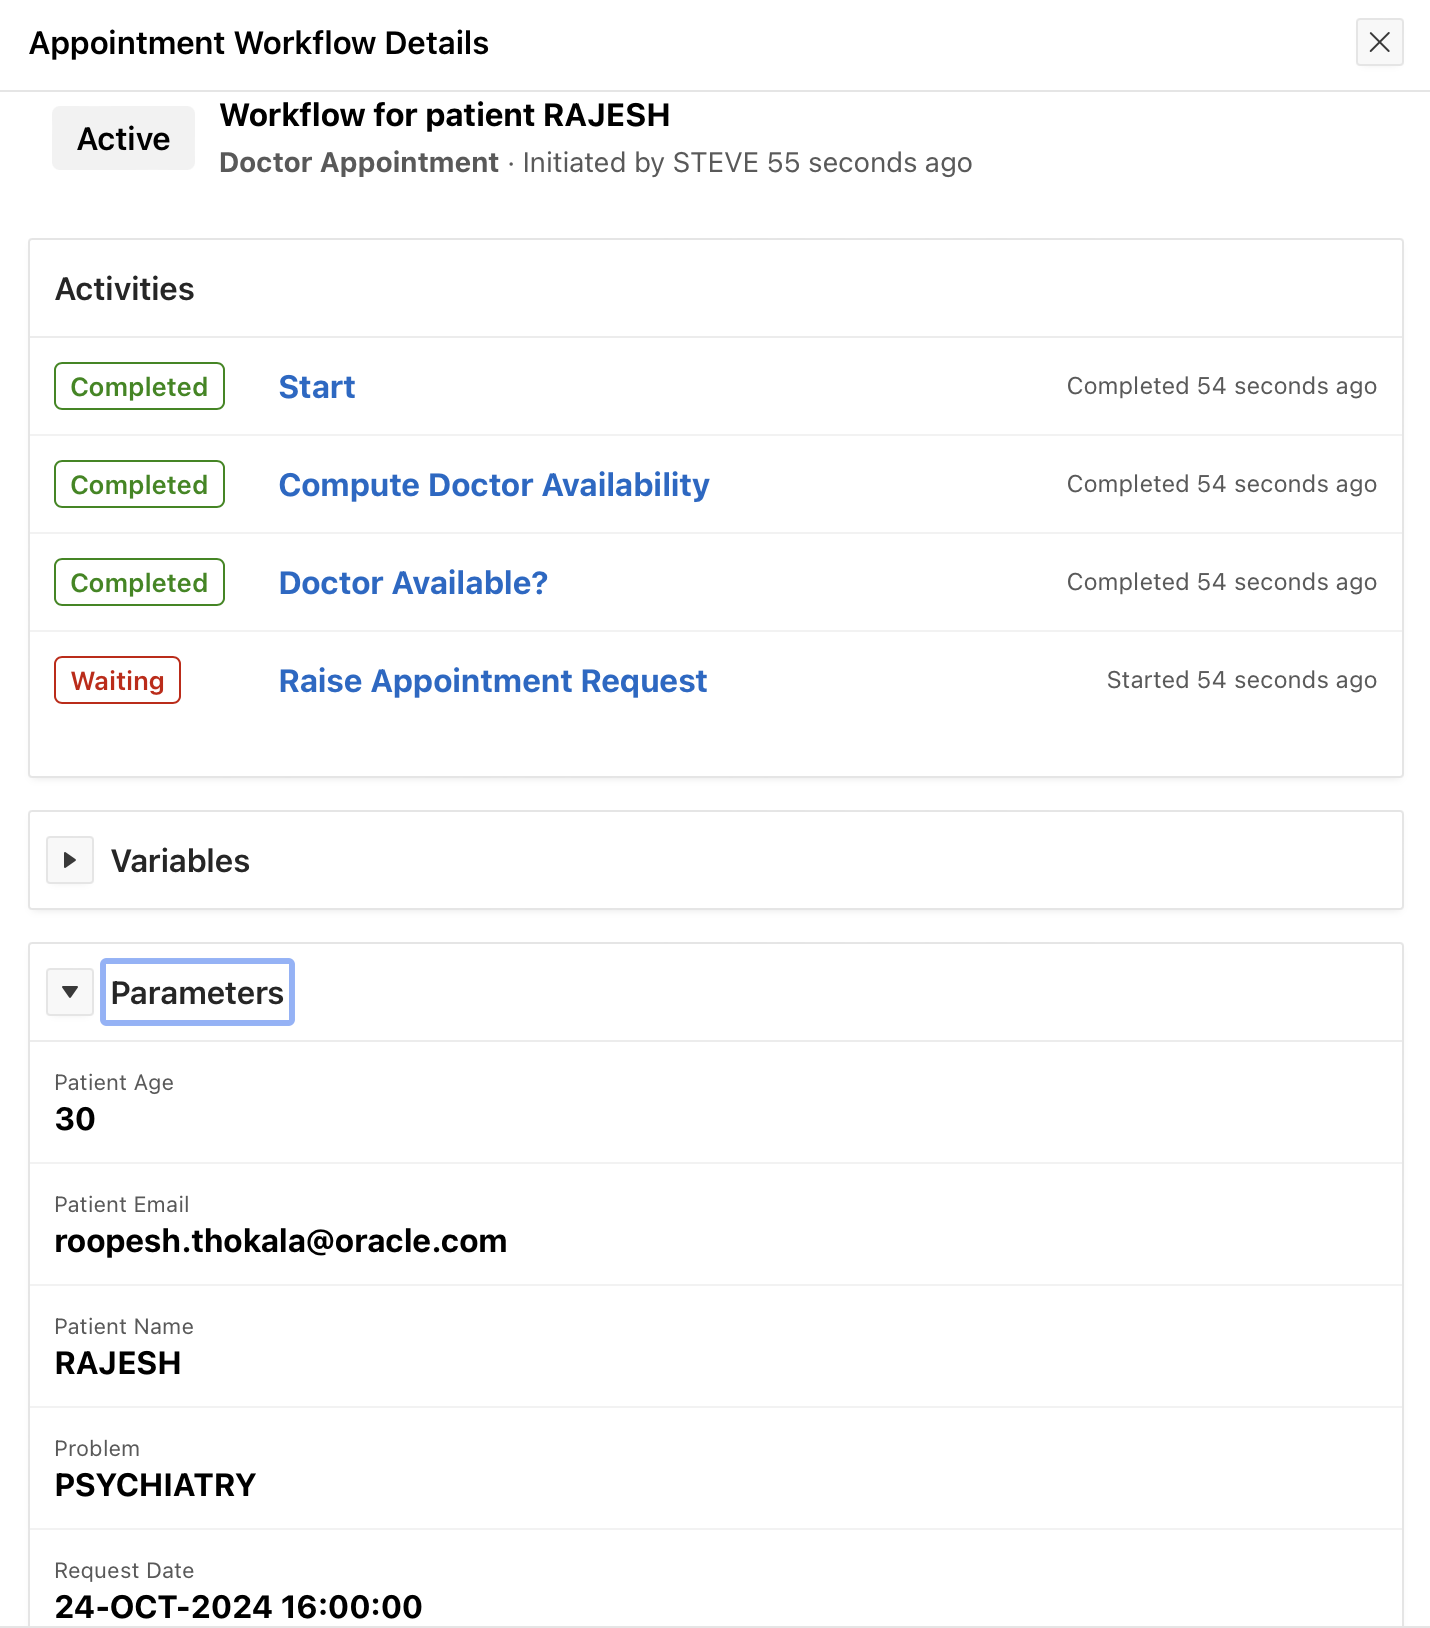 Appointment Workflow Details
Active
Workflow for patient RAJESH
Doctor Appointment · Initiated by STEVE 55 seconds ago
Activities
Completed Start Completed 54 seconds ago
Completed Compute Doctor Availability Completed 54 seconds ago
Completed Doctor Available? Completed 54 seconds ago
Waiting Raise Appointment Request Started 54 seconds ago
Variables
Parameters
Patient Age
30
Patient Email
roopesh.thokala@oracle.com
Patient Name
RAJESH
Problem
PSYCHIATRY
Request Date
24-OCT-2024 16:00:00